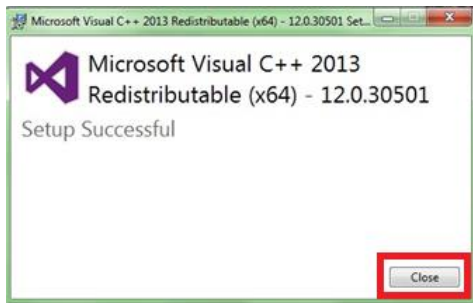 Microsoft Visual C++ 2013 Redistributable (x64) - 12.0.30501 Set...
Microsoft Visual C++ 2013
Redistributable (x64) - 12.0.30501
Setup Successful
Close